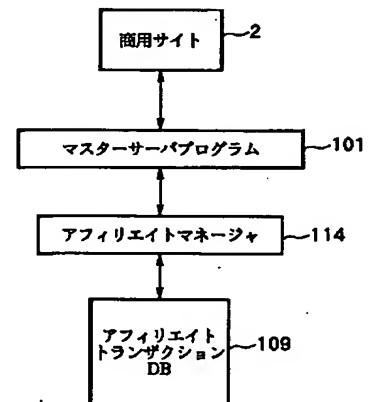 商用サイト
2
マスターサーバプログラム
101
アフィリエイトマネージャ
114
アフィリエイト
トランザクション
DB
109